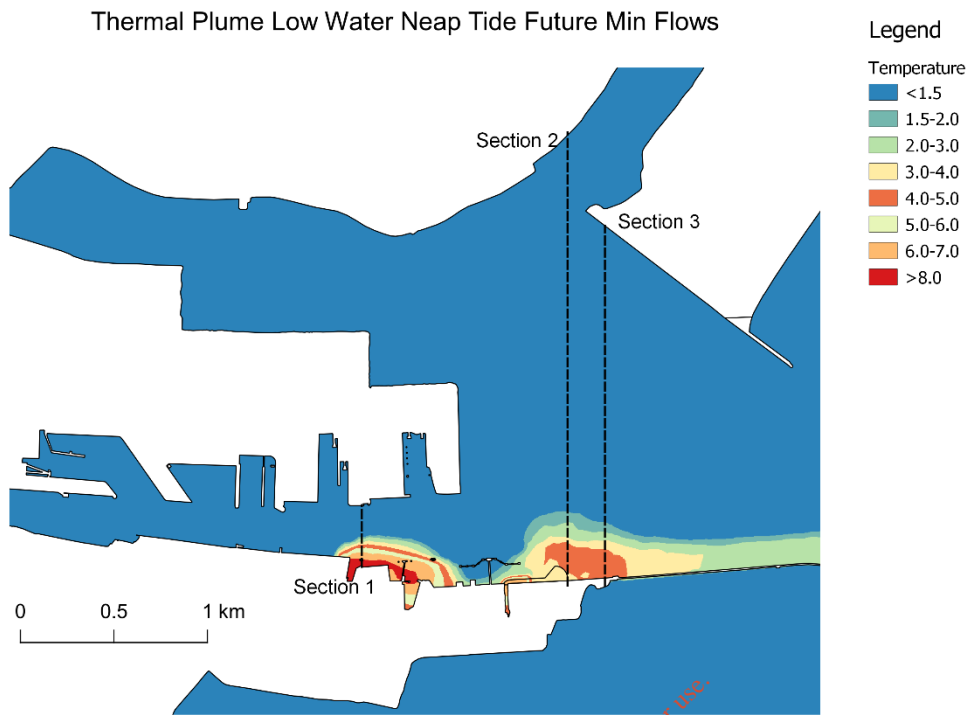 Thermal Plume Low Water Neap Tide Future Min Flows
Legend
Temperature
<1.5
1.5-2.0
2.0-3.0
3.0-4.0
4.0-5.0
5.0-6.0
6.0-7.0
>8.0
Section 2
Section 3
Section 1
0 0.5 1 km
use.